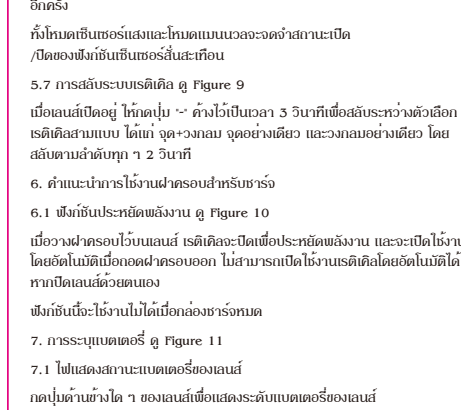 อีกครั้ง
ทั้งโหมดเซ็นเซอร์แสงและโหมดแมนนวลจะจดจำสถานะเปิด
/ปิดของฟังก์ชันเซ็นเซอร์สั่นสะเทือน
5.7 การสลับระบบเรติเคิล ดู Figure 9
เมื่อเลนส์เปิดอยู่ ให้กดปุ่ม "-" ค้างไว้เป็นเวลา 3 วินาทีเพื่อสลับระหว่างตัวเลือก
เรติเคิลสามแบบ ได้แก่ จุด+วงกลม จุดอย่างเดียว และวงกลมอย่างเดียว โดย
สลับตามลำดับทุก ๆ 2 วินาที
6. คำแนะนำการใช้งานฝาครอบสำหรับชาร์จ
6.1 ฟังก์ชันประหยัดพลังงาน ดู Figure 10
เมื่อวางฝาครอบไว้บนเลนส์ เรติเคิลจะปิดเพื่อประหยัดพลังงาน และจะเปิดใช้งาน
โดยอัตโนมัติเมื่อถอดฝาครอบออก ไม่สามารถเปิดใช้งานเรติเคิลโดยอัตโนมัติได้
หากปิดเลนส์ด้วยตนเอง
ฟังก์ชันนี้จะใช้งานไม่ได้เมื่อกล่องชาร์จหมด
7. การระบุแบตเตอรี่ ดู Figure 11
7.1 ไฟแสดงสถานะแบตเตอรี่ของเลนส์
กดปุ่มด้านข้างใด ๆ ของเลนส์เพื่อแสดงระดับแบตเตอรี่ของเลนส์